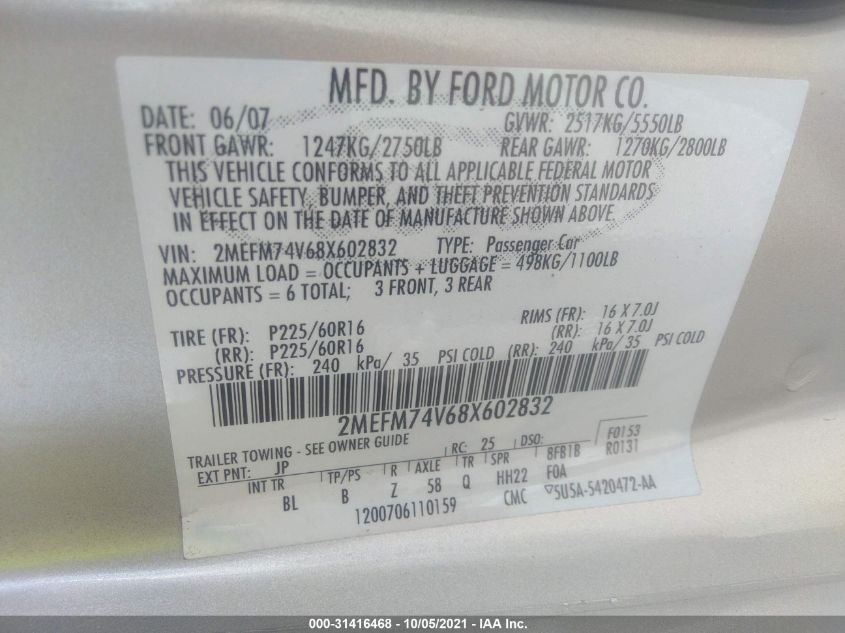 MFD. BY FORD MOTOR CO.
DATE: 06/07 GVWR: 2517KG/5550LB
FRONT GAWR: 1247KG/2750LB REAR GAWR: 1270KG/2800LB
THIS VEHICLE CONFORMS TO ALL APPLICABLE FEDERAL MOTOR
VEHICLE SAFETY, BUMPER, AND THEFT PREVENTION STANDARDS
IN EFFECT ON THE DATE OF MANUFACTURE SHOWN ABOVE.
VIN: 2MEFM74V68X602832 TYPE: Passenger Car
MAXIMUM LOAD = OCCUPANTS + LUGGAGE = 498KG/1100LB
OCCUPANTS = 6 TOTAL; 3 FRONT, 3 REAR
TIRE (FR): P225/60R16 RIMS (FR): 16 X 7.0J
(RR): P225/60R16 (RR): 16 X 7.0J
PRESSURE (FR): 240 kPa/ 35 PSI COLD (RR): 240 kPa/ 35 PSI COLD
2MEFM74V68X602832
TRAILER TOWING - SEE OWNER GUIDE
EXT PNT: JP RC: 25 DSO: F0153
INT TR TP/PS R AXLE TR SPR 8FB1B R0131
BL B Z 58 Q HH22 F0A
1200706110159 CMC ▽5U5A-5420472-AA
000-31416468 - 10/05/2021 - IAA Inc.